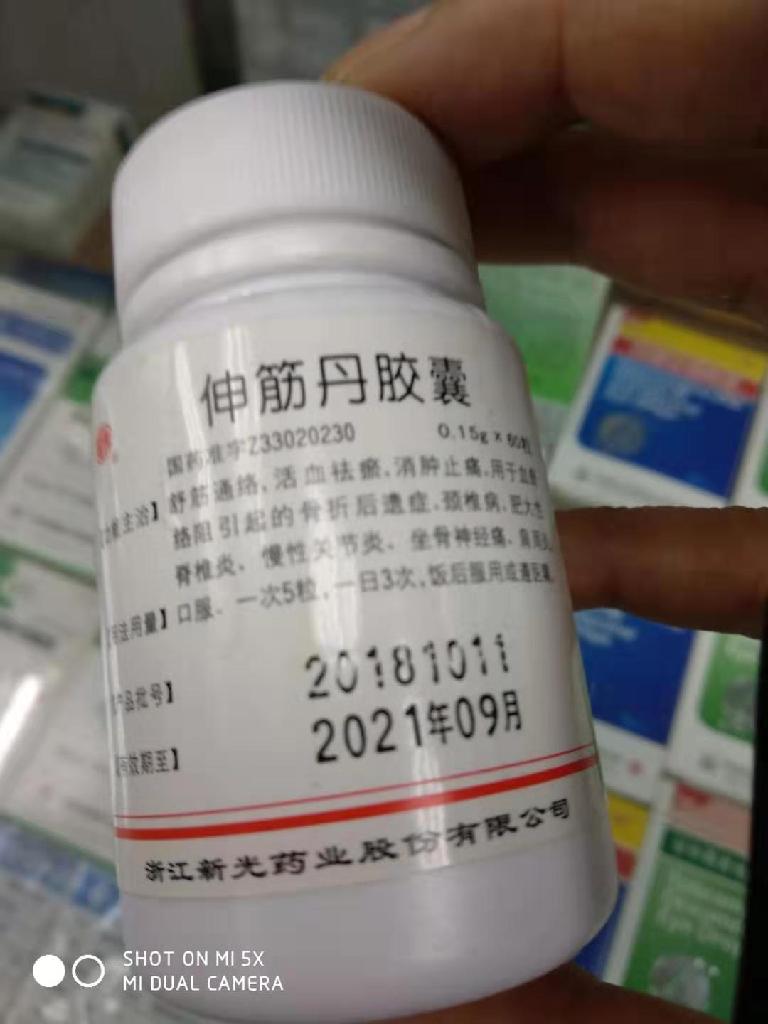 伸筋丹胶囊
国药准字Z33020230 0.15g×60粒
主治】舒筋通络、活血祛瘀、消肿止痛。用于血瘀
络阻引起的骨折后遗症、颈椎病、肥大性
脊椎炎、慢性关节炎、坐骨神经痛、肩周
用法用量】口服。一次5粒，一日3次，饭后服用或遵医嘱
产品批号】 20181011
有效期至】 2021年09月
浙江新光药业股份有限公司
SHOT ON MI 5X
MI DUAL CAMERA